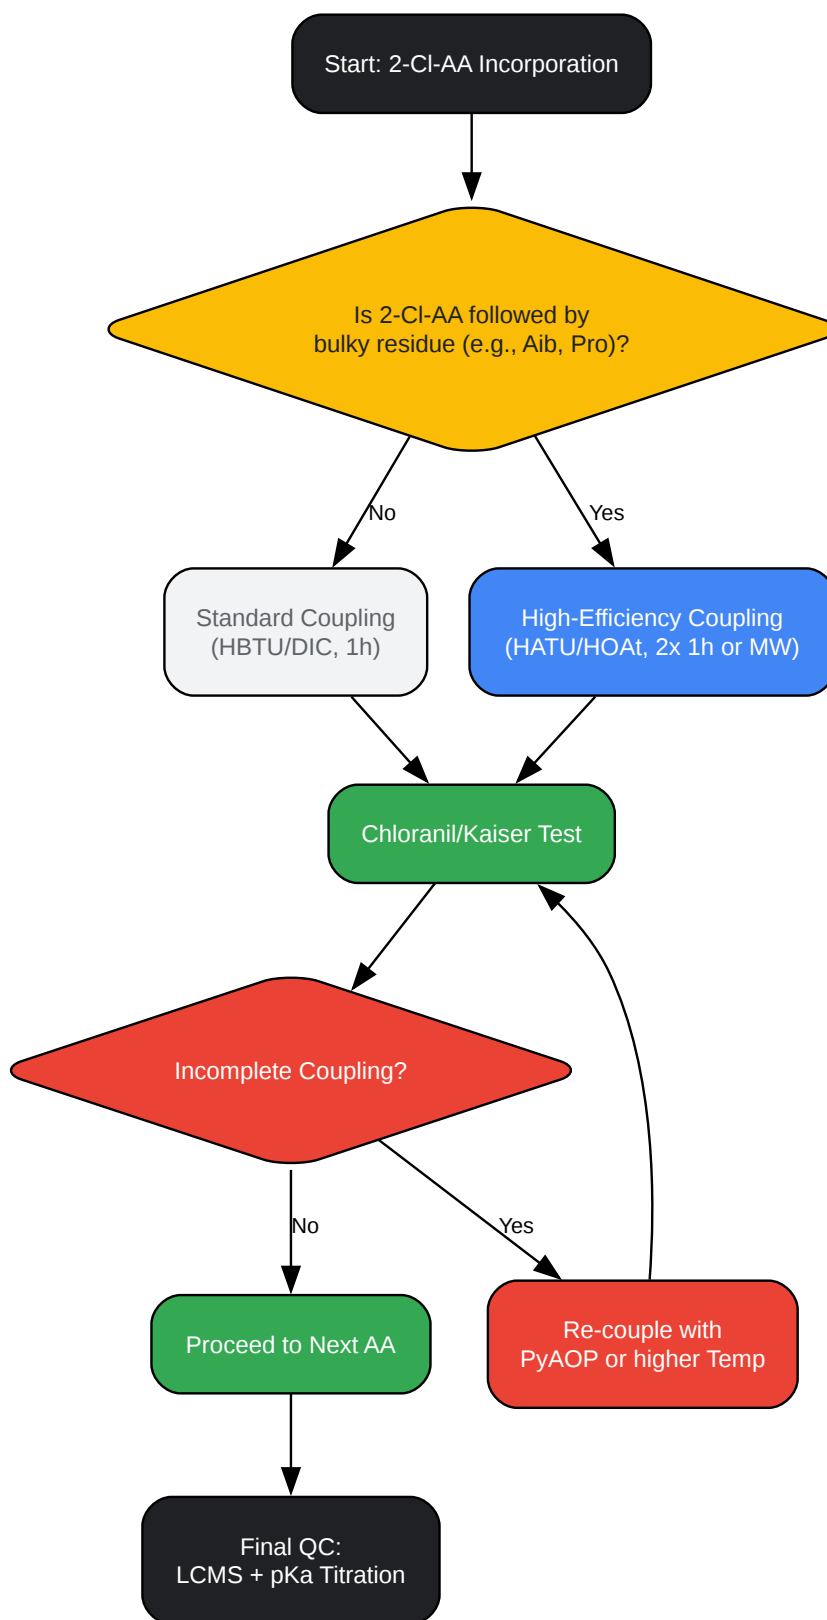 Start: 2-Cl-AA Incorporation
Is 2-Cl-AA followed by
bulky residue (e.g., Aib, Pro)?
No
Yes
Standard Coupling
(HBTU/DIC, 1h)
High-Efficiency Coupling
(HATU/HOAt, 2x 1h or MW)
Chloranil/Kaiser Test
Incomplete Coupling?
No
Yes
Proceed to Next AA
Re-couple with
PyAOP or higher Temp
Final QC:
LCMS + pKa Titration